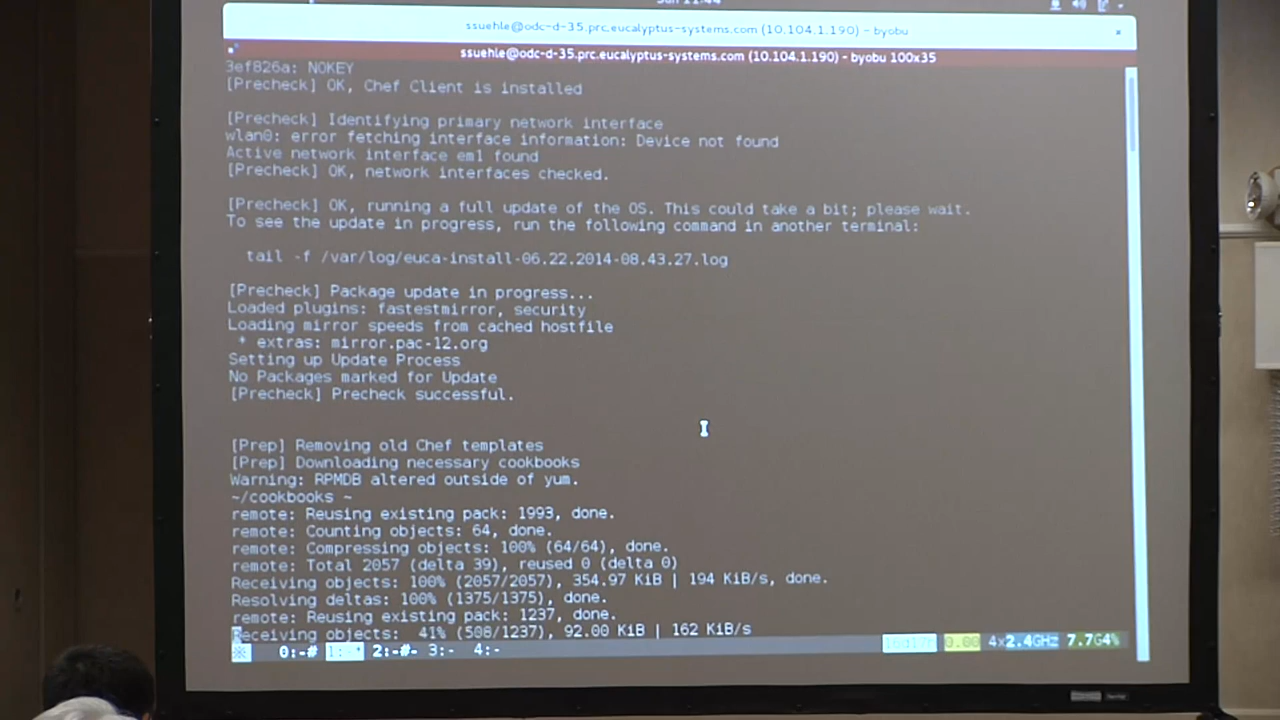 ssuehle@odc-d-35.prc.eucalyptus-systems.com (10.104.1.190) - byobu
ssuehle@odc-d-35.prc.eucalyptus-systems.com (10.104.1.190) - byobu 100x35
3ef826a: NOKEY
[Precheck] OK, Chef Client is installed
[Precheck] Identifying primary network interface
wlan0: error fetching interface information: Device not found
Active network interface em1 found
[Precheck] OK, network interfaces checked.
[Precheck] OK, running a full update of the OS. This could take a bit; please wait.
To see the update in progress, run the following command in another terminal:
tail -f /var/log/euca-install-06.22.2014-08.43.27.log
[Precheck] Package update in progress...
Loaded plugins: fastestmirror, security
Loading mirror speeds from cached hostfile
* extras: mirror.pac-12.org
Setting up Update Process
No Packages marked for Update
[Precheck] Precheck successful.
[Prep] Removing old Chef templates
[Prep] Downloading necessary cookbooks
Warning: RPMDB altered outside of yum.
~/cookbooks ~
remote: Reusing existing pack: 1993, done.
remote: Counting objects: 64, done.
remote: Compressing objects: 100% (64/64), done.
remote: Total 2057 (delta 39), reused 0 (delta 0)
Receiving objects: 100% (2057/2057), 354.97 KiB | 194 KiB/s, done.
Resolving deltas: 100% (1375/1375), done.
remote: Reusing existing pack: 1237, done.
Receiving objects: 41% (508/1237), 92.00 KiB | 162 KiB/s
0:-# 1:-* 2:-#- 3:- 4:- 0.00 4x2.4GHz 7.7G4%